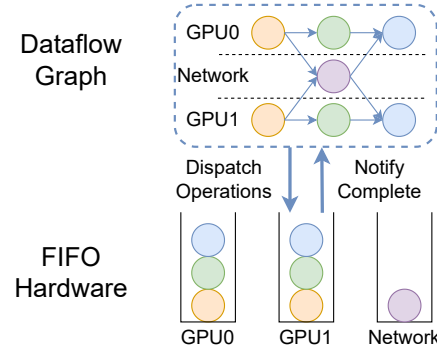 Dataflow
Graph
GPU0
Network
GPU1
Dispatch
Operations
Notify
Complete
FIFO
Hardware
GPU0
GPU1
Network